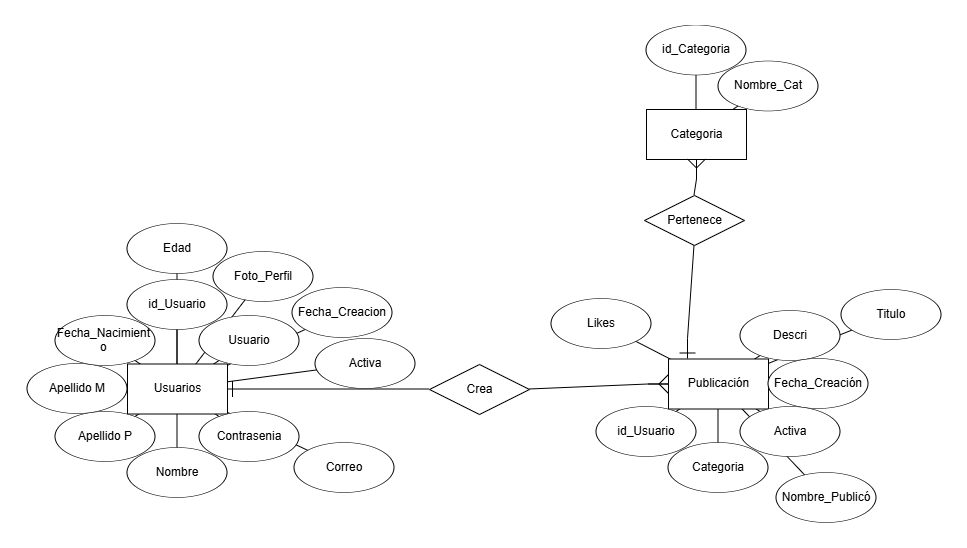 id_Categoria
Nombre_Cat
Categoria
Pertenece
Edad
Foto_Perfil
id_Usuario
Fecha_Creacion
Fecha_Nacimient
o
Usuario
Activa
Apellido M
Usuarios
Apellido P
Contrasenia
Nombre
Correo
Crea
Likes
Descri
Titulo
Publicación
Fecha_Creación
id_Usuario
Activa
Categoria
Nombre_Publicó